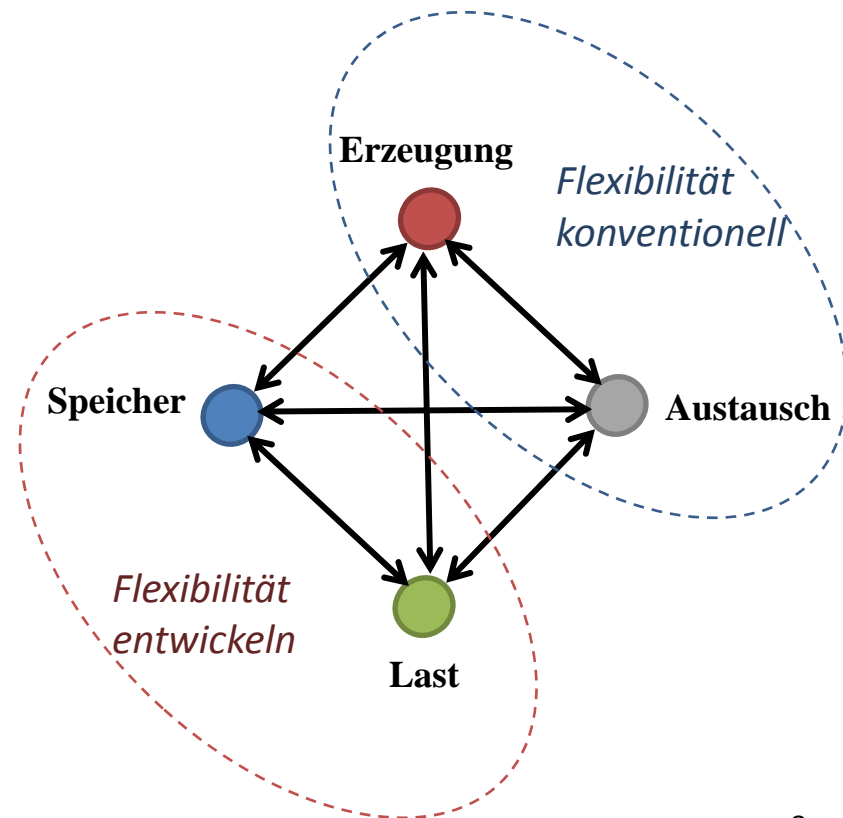 Erzeugung
Flexibilität
konventionell
Speicher
Austausch
Flexibilität
entwickeln
Last